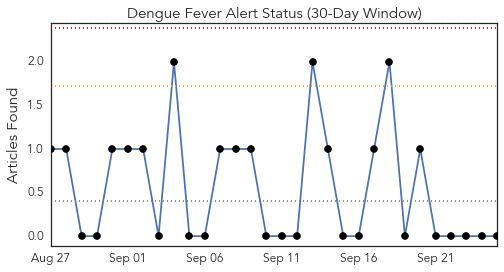 Dengue Fever Alert Status (30-Day Window)
Articles Found
2.0
1.5
1.0
0.5
0.0
Aug 27 Sep 01 Sep 06 Sep 11 Sep 16 Sep 21